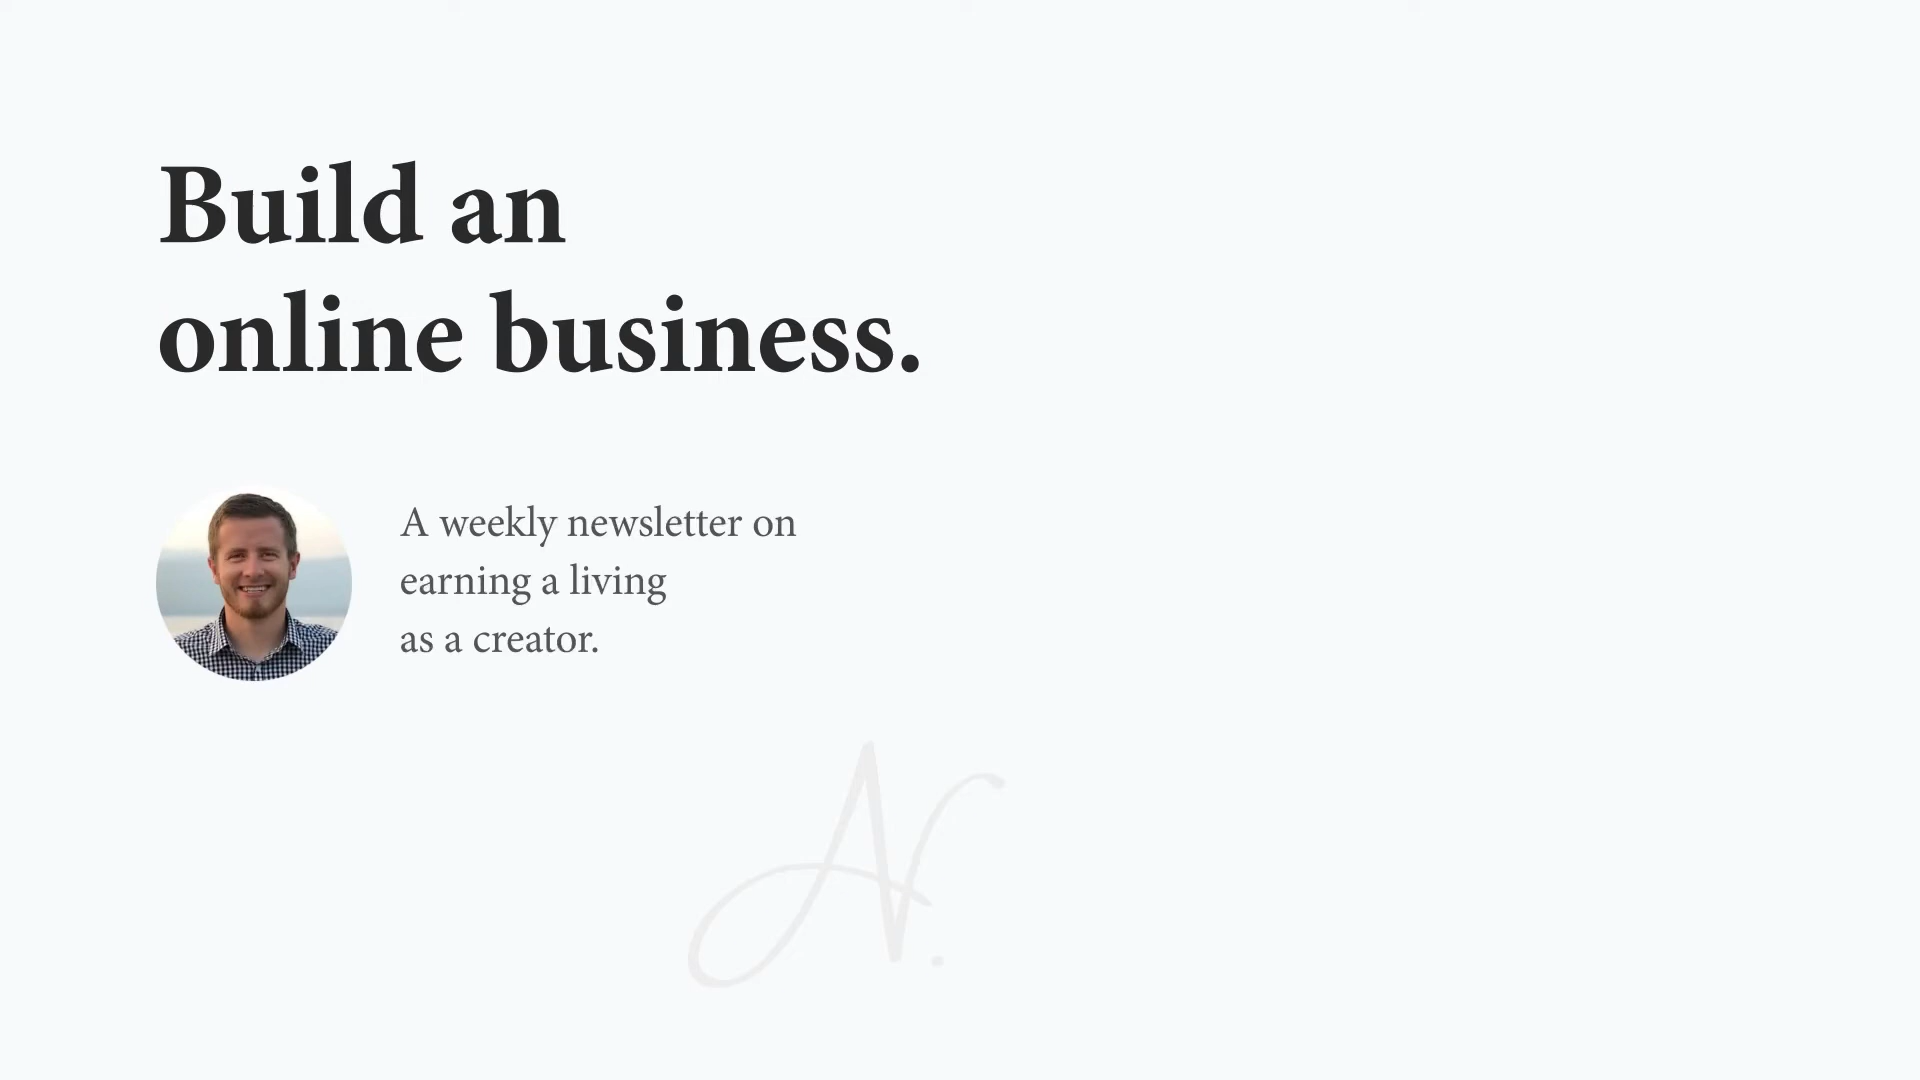 Build an
online business.
A weekly newsletter on
earning a living
as a creator.
N.